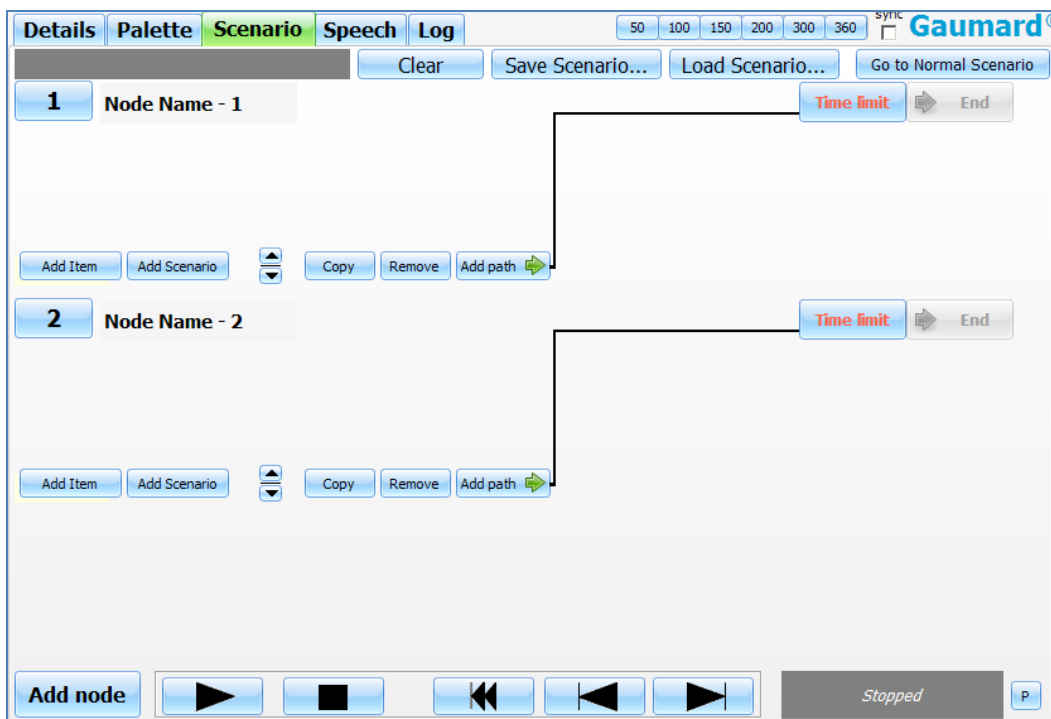 Details Palette Scenario Speech Log 50 100 150 200 300 360 sync Gaumard®
Clear Save Scenario... Load Scenario... Go to Normal Scenario
1 Node Name - 1 Time limit End
Add Item Add Scenario Copy Remove Add path
2 Node Name - 2 Time limit End
Add Item Add Scenario Copy Remove Add path
Add node Stopped P